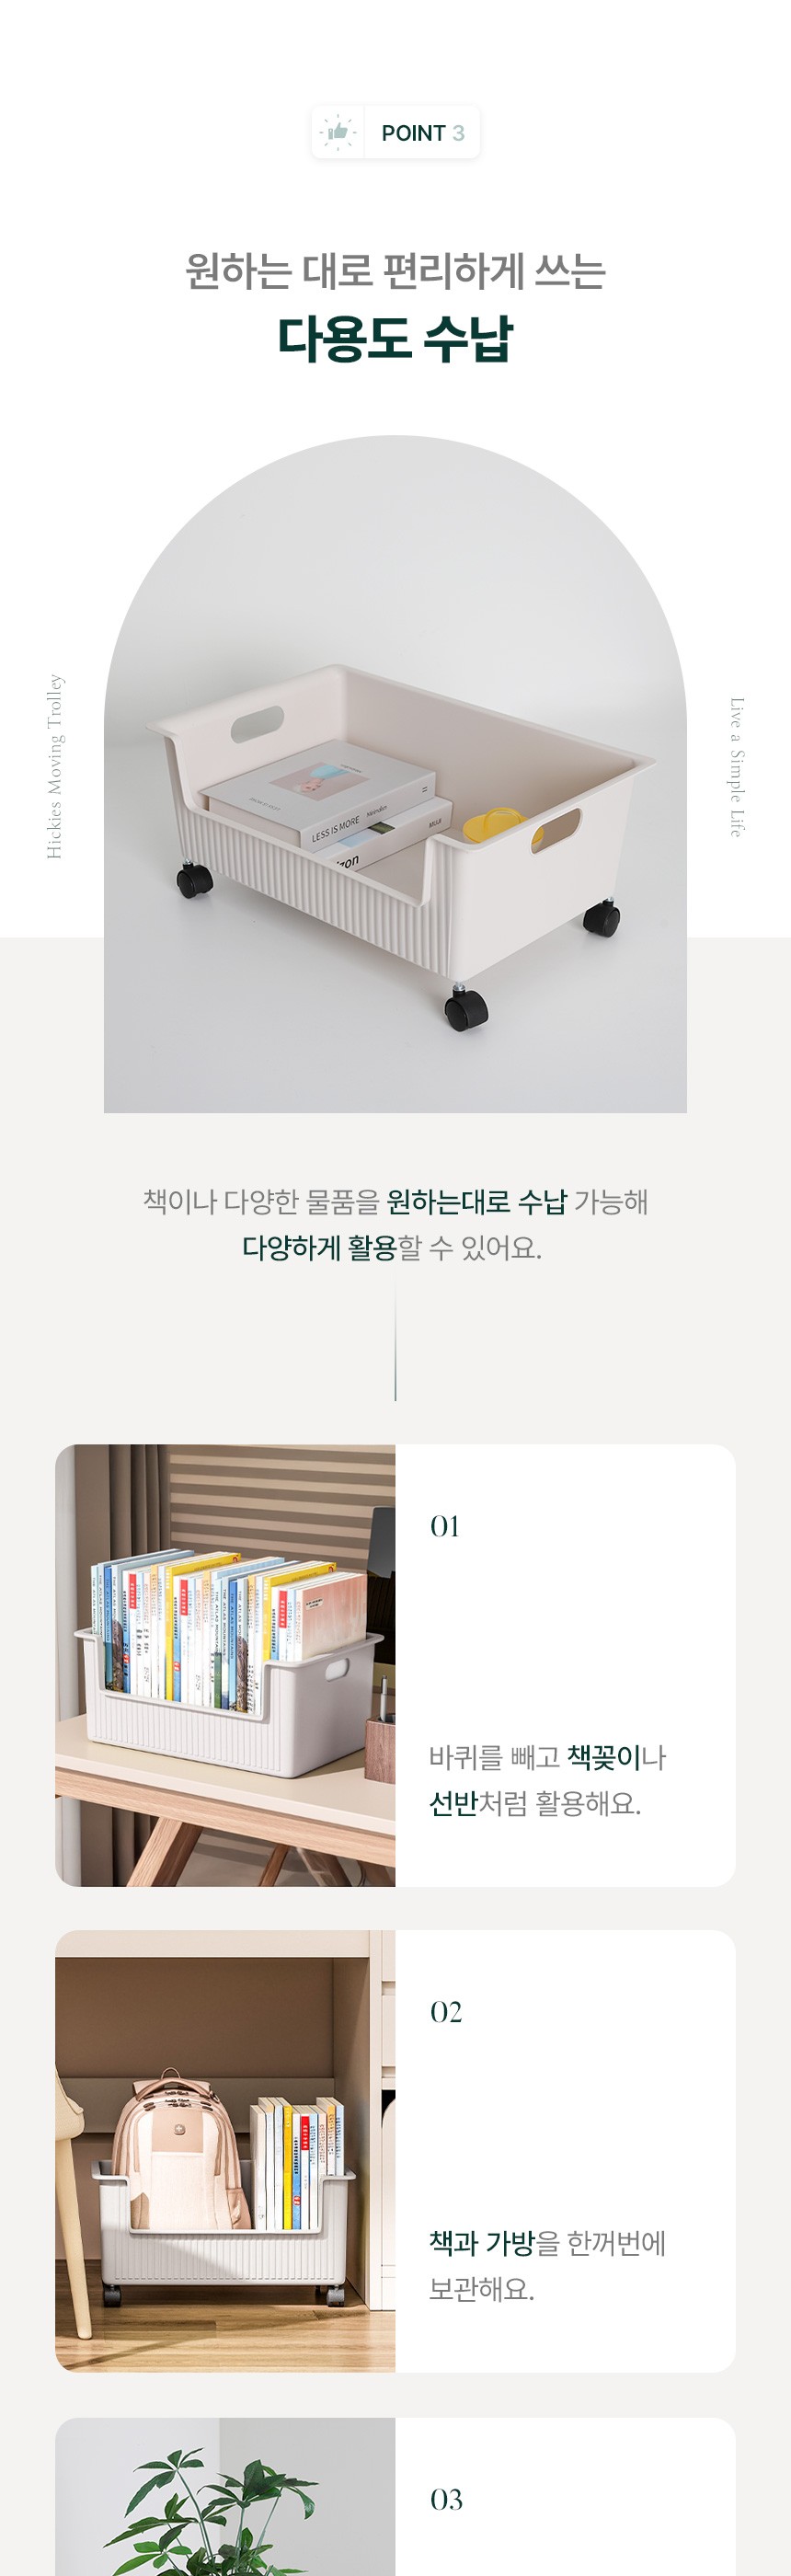 POINT 3
원하는 대로 편리하게 쓰는
다용도 수납
Hickies Moving Trolley
Live a Simple Life
LESS IS MORE
Minimalism
MUJI
책이나 다양한 물품을 원하는대로 수납 가능해
다양하게 활용할 수 있어요.
01
바퀴를 빼고 책꽂이나
선반처럼 활용해요.
02
책과 가방을 한꺼번에
보관해요.
03